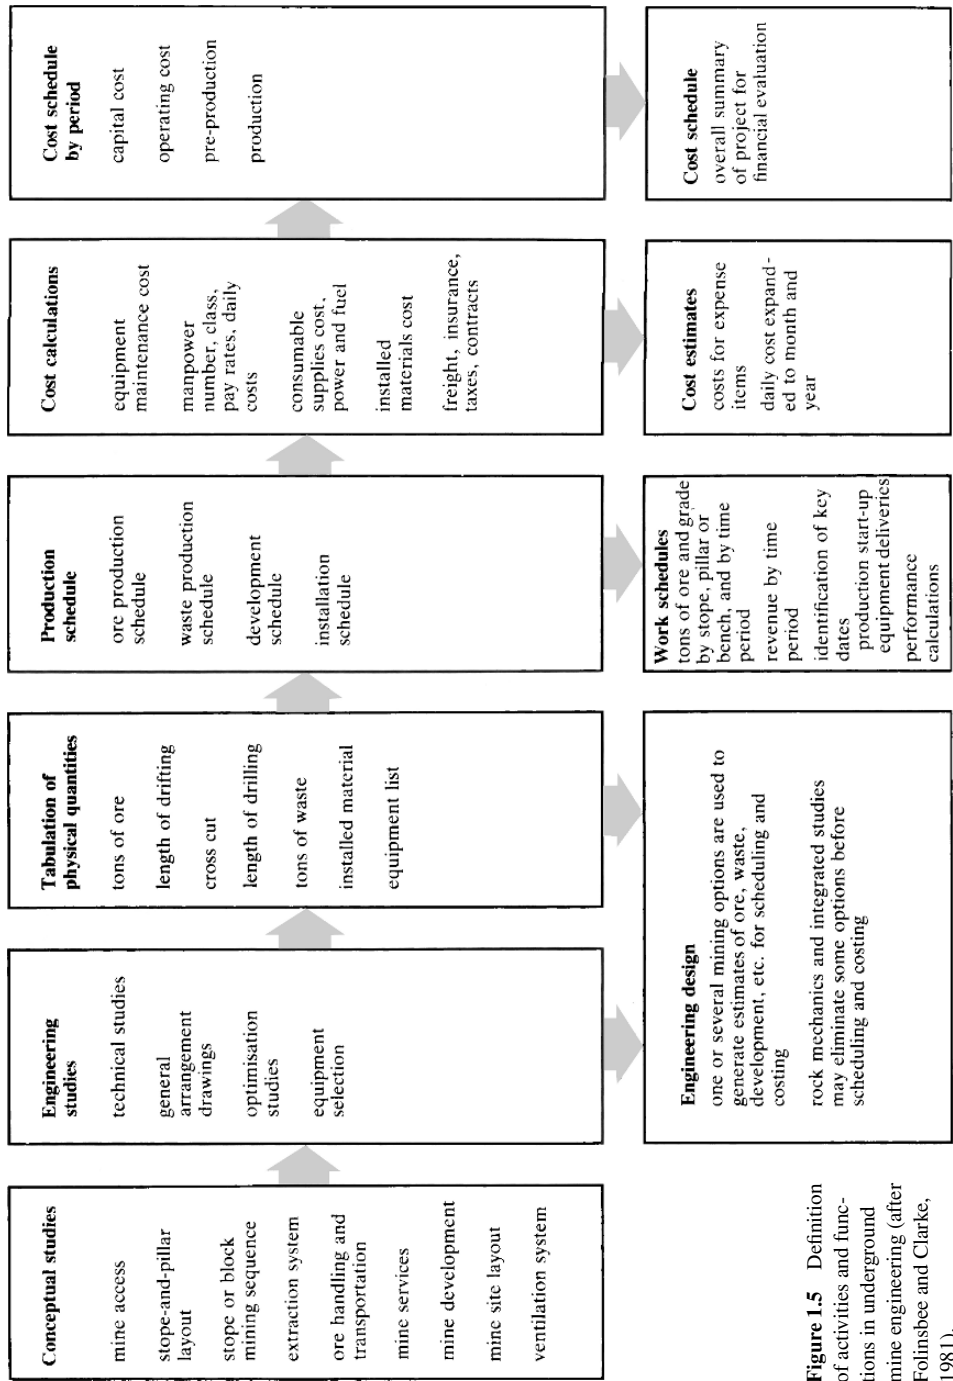 Conceptual studies
mine access
stope-and-pillar
layout
stope or block
mining sequence
extraction system
ore handling and
transportation
mine services
mine development
mine site layout
ventilation system
Engineering
studies
technical studies
general
arrangement
drawings
optimisation
studies
equipment
selection
Tabulation of
physical quantities
tons of ore
length of drifting
cross cut
length of drilling
tons of waste
installed material
equipment list
Production
schedule
ore production
schedule
waste production
schedule
development
schedule
installation
schedule
Cost calculations
equipment
maintenance cost
manpower
number, class,
pay rates, daily
costs
consumable
supplies cost,
power and fuel
installed
materials cost
freight, insurance,
taxes, contracts
Cost schedule
by period
capital cost
operating cost
pre-production
production
Engineering design
one or several mining options are used to
generate estimates of ore, waste,
development, etc. for scheduling and
costing
rock mechanics and integrated studies
may eliminate some options before
scheduling and costing
Work schedules
tons of ore and grade
by stope, pillar or
bench, and by time
period
revenue by time
period
identification of key
dates
production start-up
equipment deliveries
performance
calculations
Cost estimates
costs for expense
items
daily cost expand-
ed to month and
year
Cost schedule
overall summary
of project for
financial evaluation
Figure 1.5 Definition
of activities and func-
tions in underground
mine engineering (after
Folinsbee and Clarke,
1981).